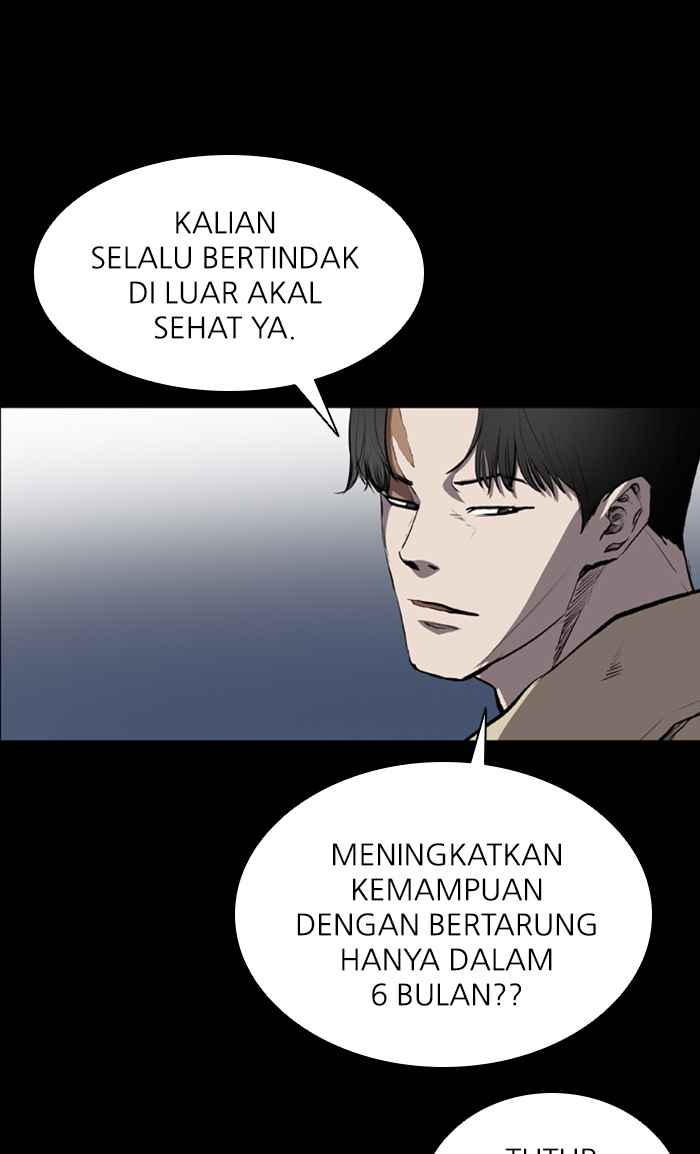 KALIAN
SELALU BERTINDAK
DI LUAR AKAL
SEHAT YA.
MENINGKATKAN
KEMAMPUAN
DENGAN BERTARUNG
HANYA DALAM
6 BULAN??